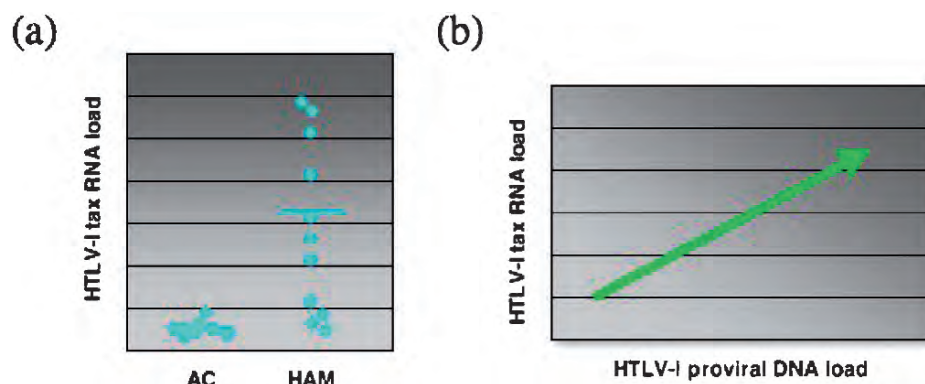 (a)
HTLV-I tax RNA load
AC
HAM
(b)
HTLV-I tax RNA load
HTLV-I proviral DNA load